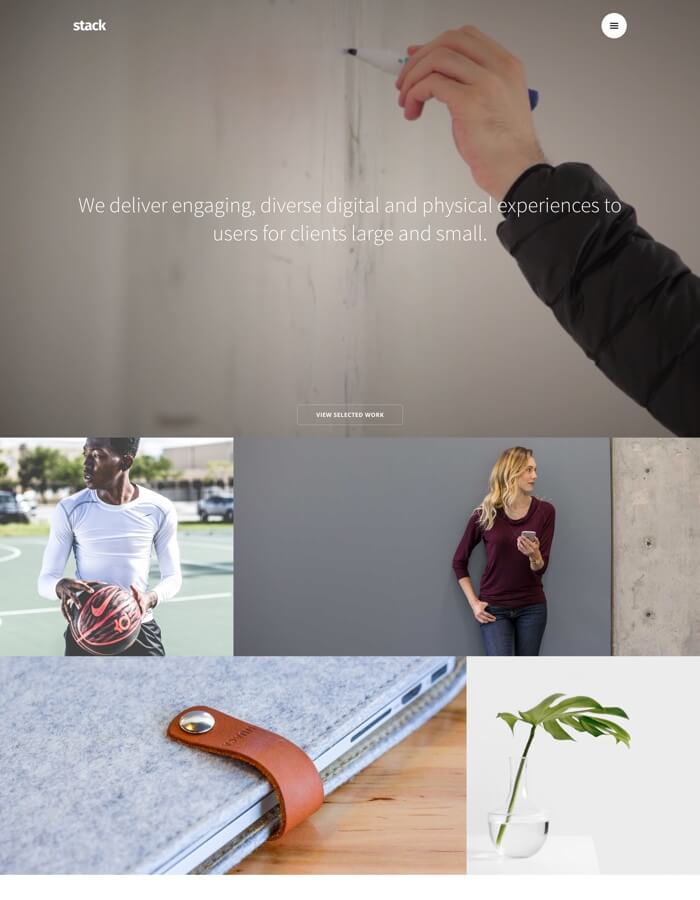 stack
We deliver engaging, diverse digital and physical experiences to
users for clients large and small.
VIEW SELECTED WORK